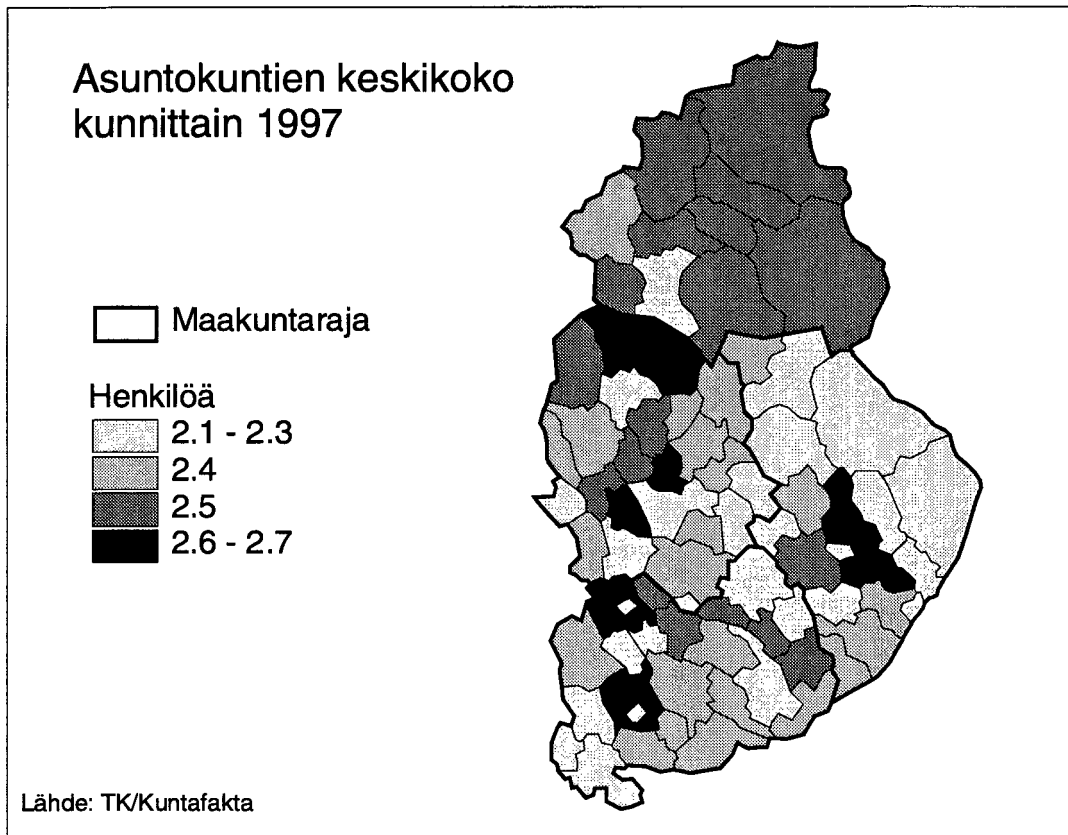 Asuntokuntien keskikoko
kunnittain 1997
Maakuntaraja
Henkilöä
2.1 - 2.3
2.4
2.5
2.6 - 2.7
Lähde: TK/Kuntafakta